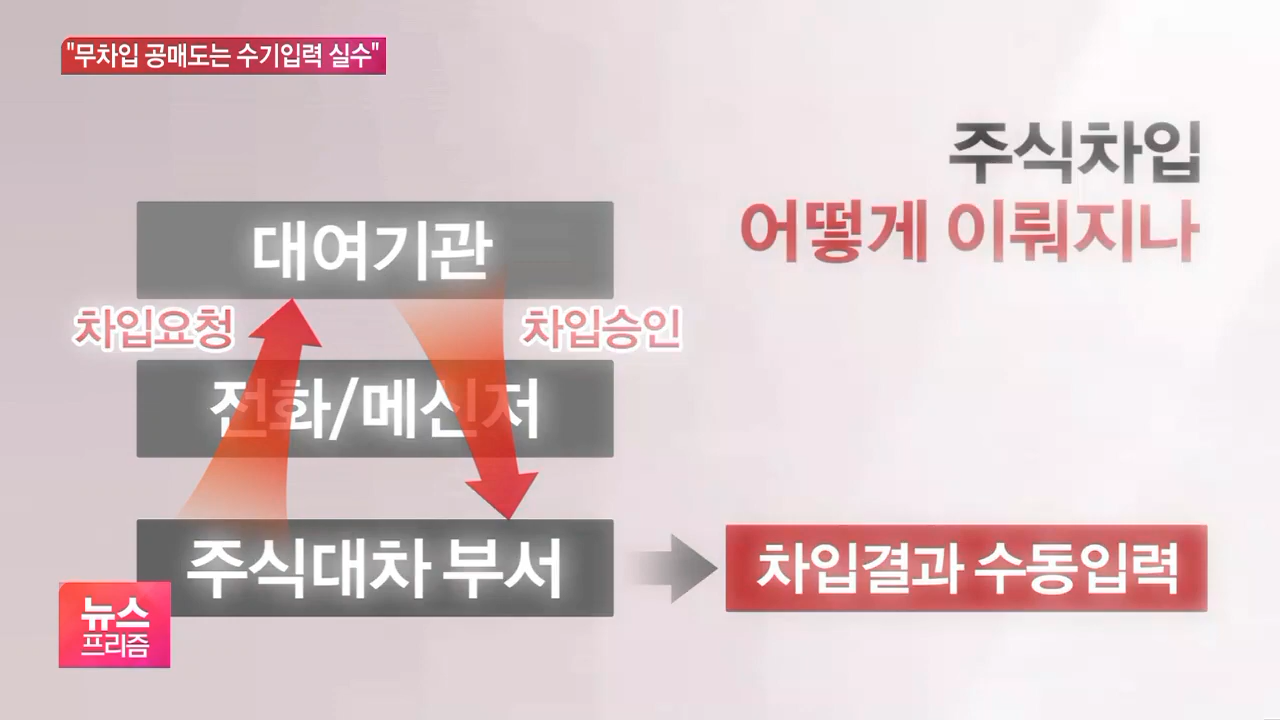 "무차입 공매도는 수기입력 실수"
주식차입
어떻게 이뤄지나
대여기관
차입요청
차입승인
전화/메신저
주식대차 부서
차입결과 수동입력
뉴스
프리즘